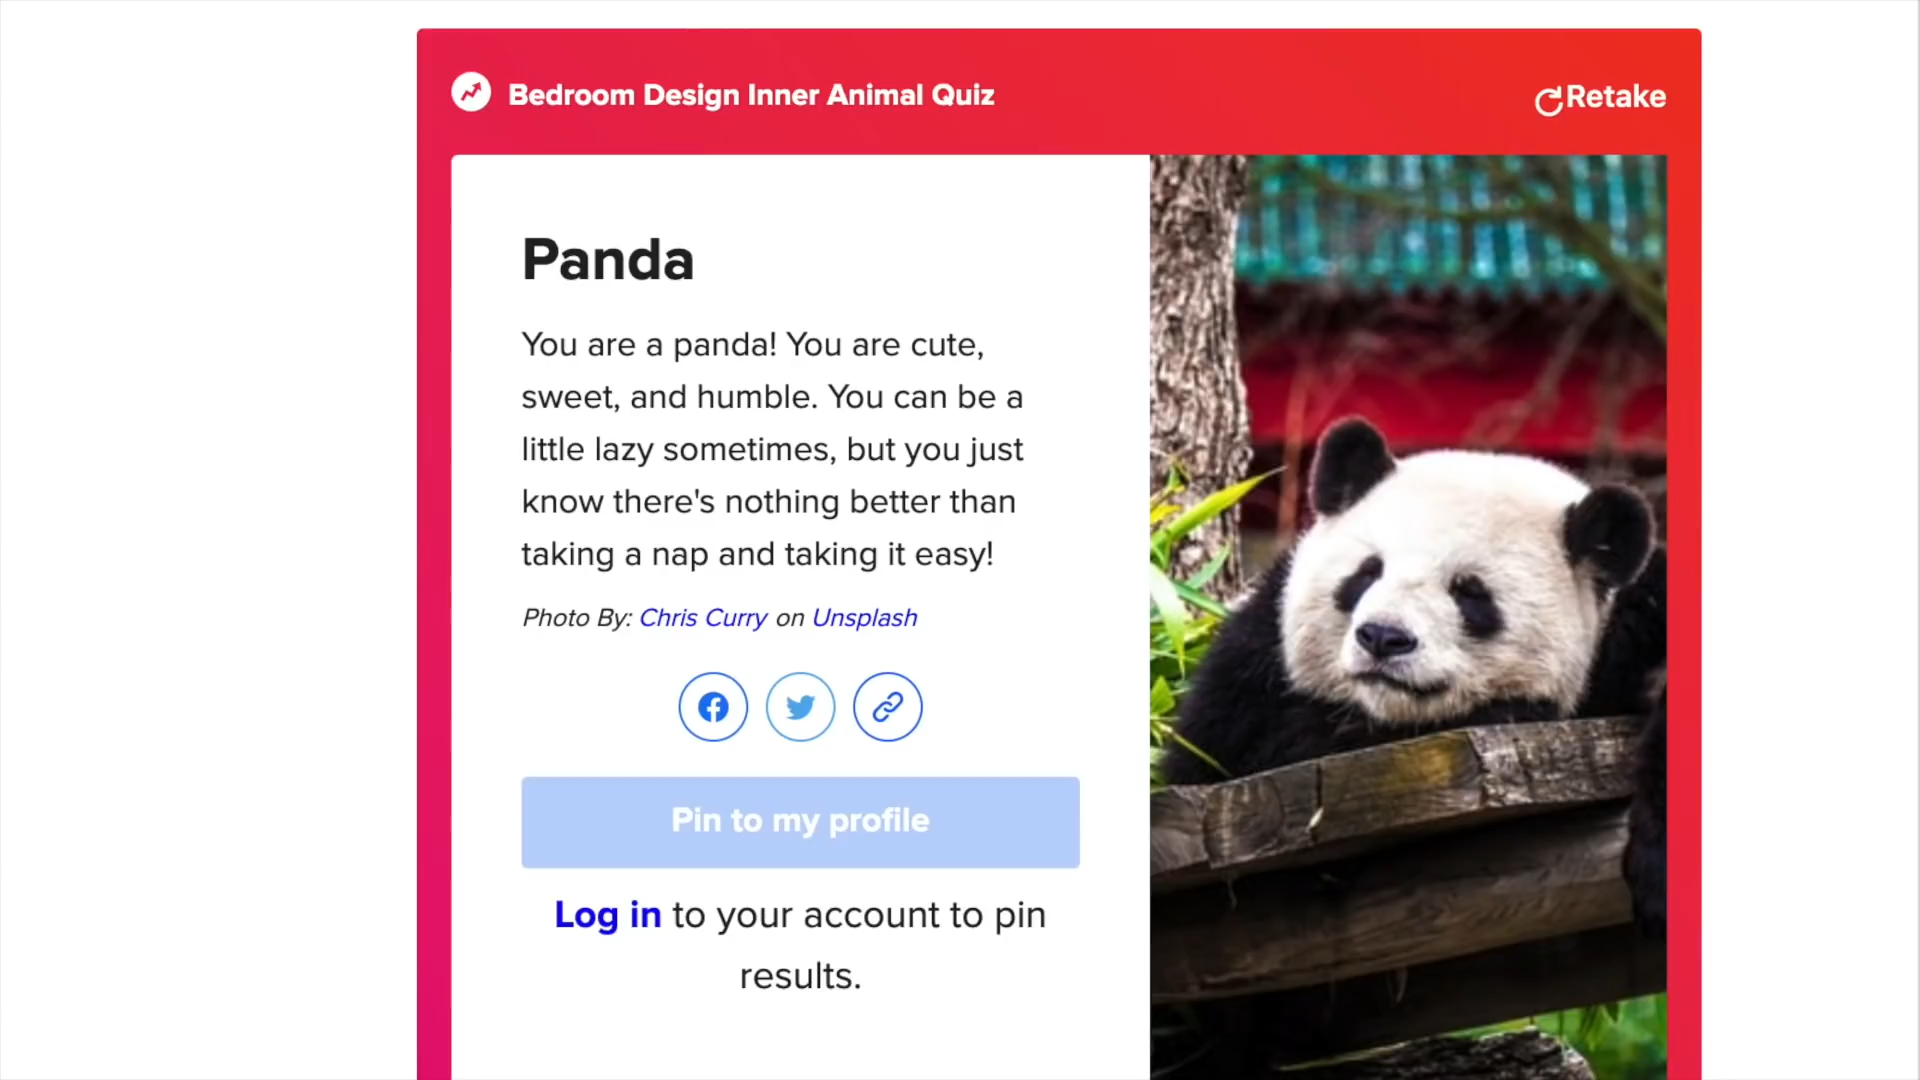 Bedroom Design Inner Animal Quiz
Retake
Panda
You are a panda! You are cute,
sweet, and humble. You can be a
little lazy sometimes, but you just
know there's nothing better than
taking a nap and taking it easy!
Photo By: Chris Curry on Unsplash
Pin to my profile
Log in to your account to pin
results.